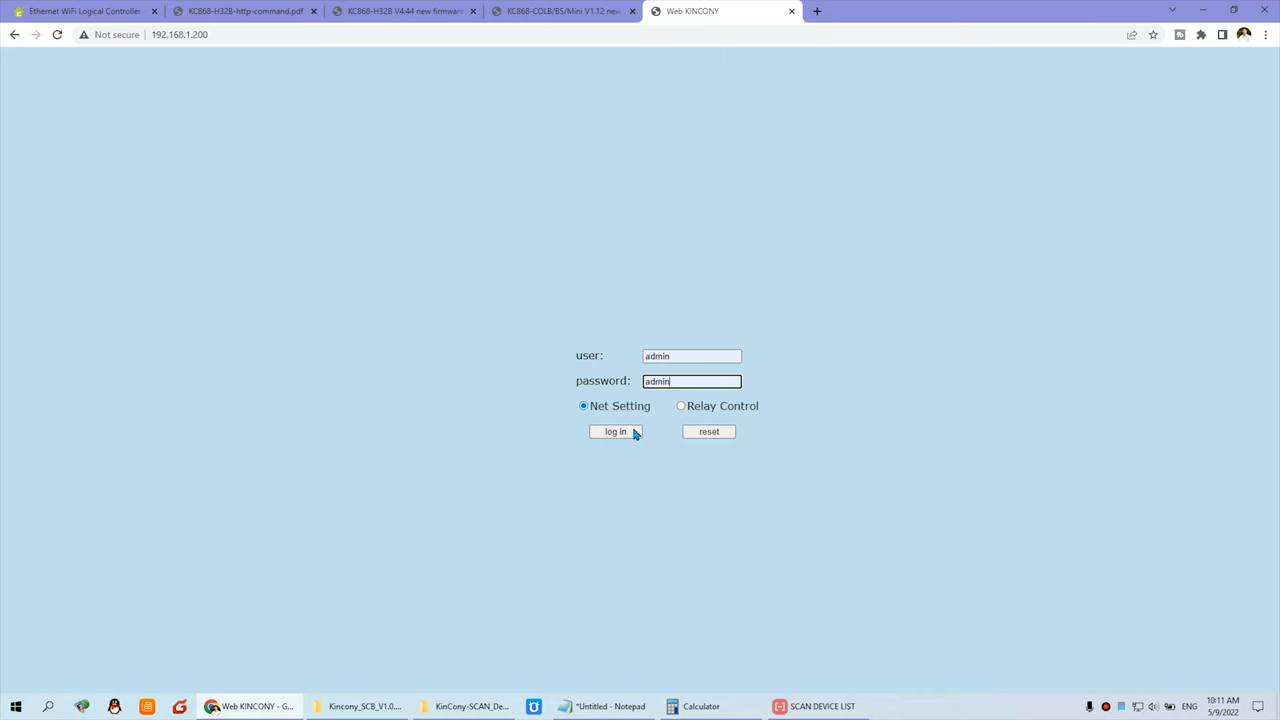 Ethernet WiFi Logical Controller
KC868-H32B-http-command.pdf
KC868-H32B V4.44 new firmware
KC868-COLB/BS/Mini V1.12 new
Web KINCONY
Not secure
192.168.1.200
user:
admin
password:
admin
Net Setting
Relay Control
log in
reset
Web KINCONY - G...
Kincony_SCB_V1.0....
KinCony-SCAN_De...
*Untitled - Notepad
Calculator
SCAN DEVICE LIST
ENG
10:11 AM
5/9/2022